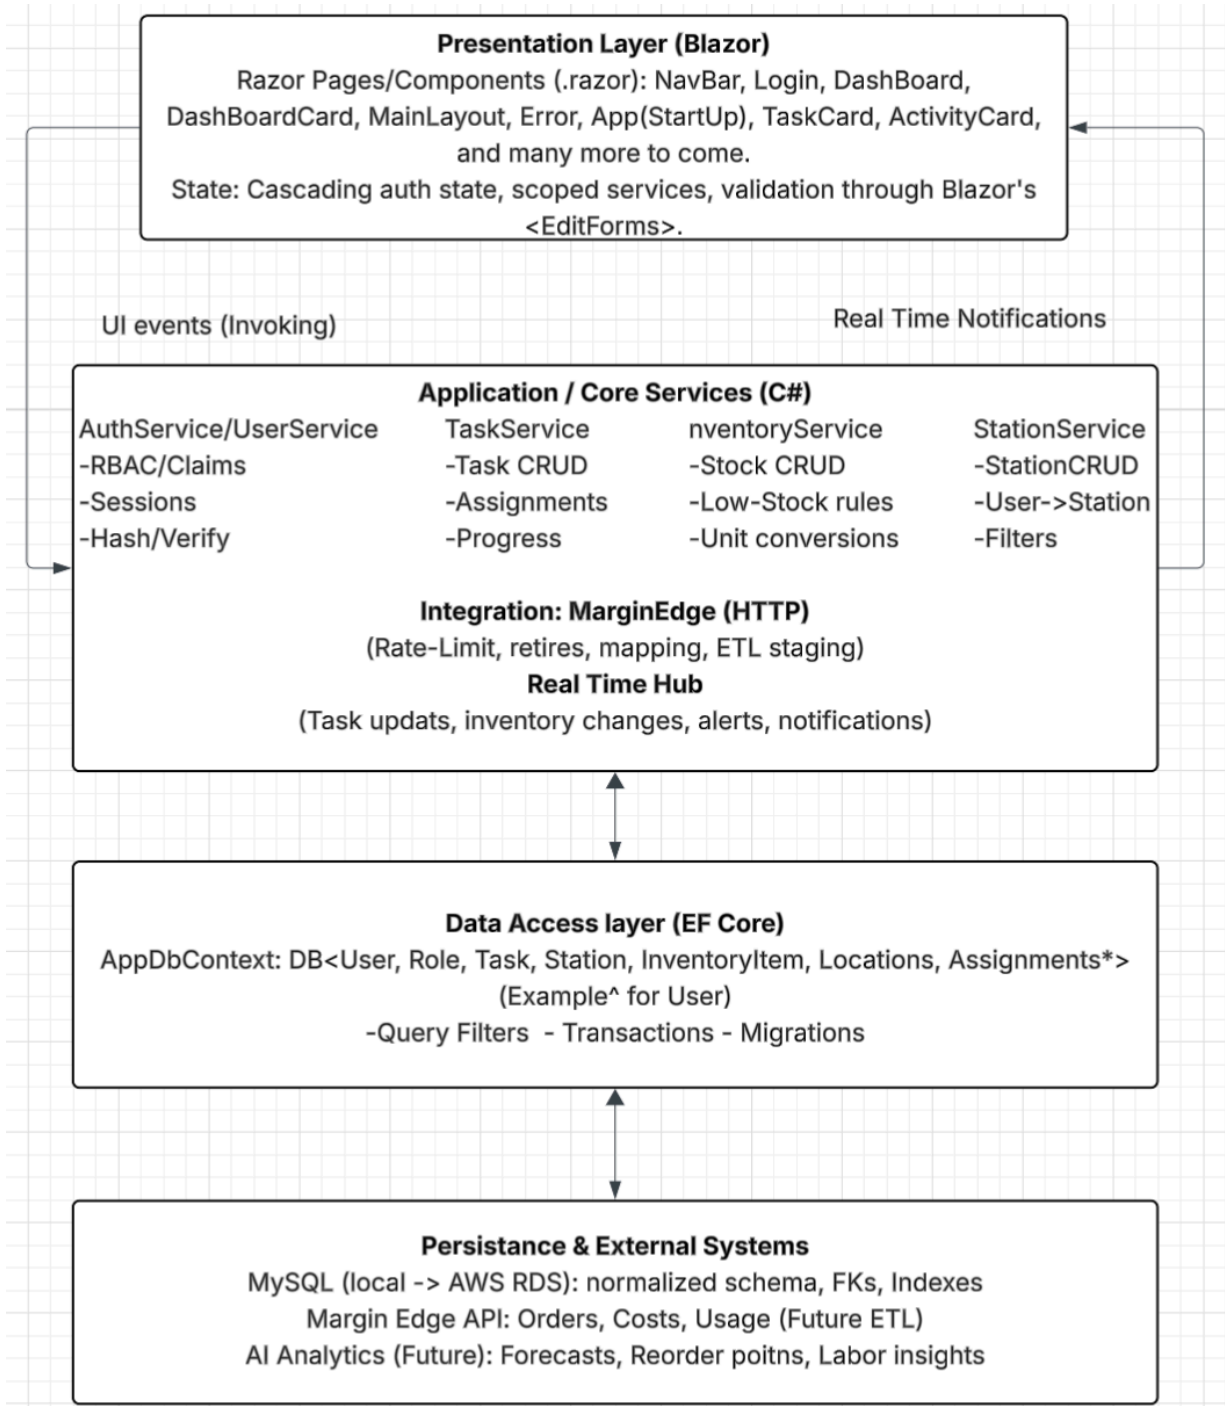 Presentation Layer (Blazor)
Razor Pages/Components (.razor): NavBar, Login, DashBoard,
DashBoardCard, MainLayout, Error, App(StartUp), TaskCard, ActivityCard,
and many more to come.
State: Cascading auth state, scoped services, validation through Blazor's
<EditForms>.
UI events (Invoking)
Real Time Notifications
Application / Core Services (C#)
AuthService/UserService
-RBAC/Claims
-Sessions
-Hash/Verify
TaskService
-Task CRUD
-Assignments
-Progress
nventoryService
-Stock CRUD
-Low-Stock rules
-Unit conversions
StationService
-StationCRUD
-User->Station
-Filters
Integration: MarginEdge (HTTP)
(Rate-Limit, retires, mapping, ETL staging)
Real Time Hub
(Task updats, inventory changes, alerts, notifications)
Data Access layer (EF Core)
AppDbContext: DB<User, Role, Task, Station, InventoryItem, Locations, Assignments*>
(Example^ for User)
-Query Filters - Transactions - Migrations
Persistance & External Systems
MySQL (local -> AWS RDS): normalized schema, FKs, Indexes
Margin Edge API: Orders, Costs, Usage (Future ETL)
AI Analytics (Future): Forecasts, Reorder poitns, Labor insights